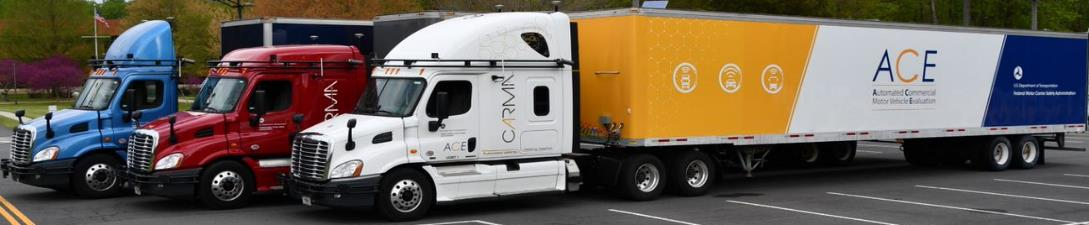 CARMA
CARMA
ACE
ACE
Automated Commercial
Motor Vehicle Evaluation
U.S. Department of Transportation
Federal Motor Carrier Safety Administration